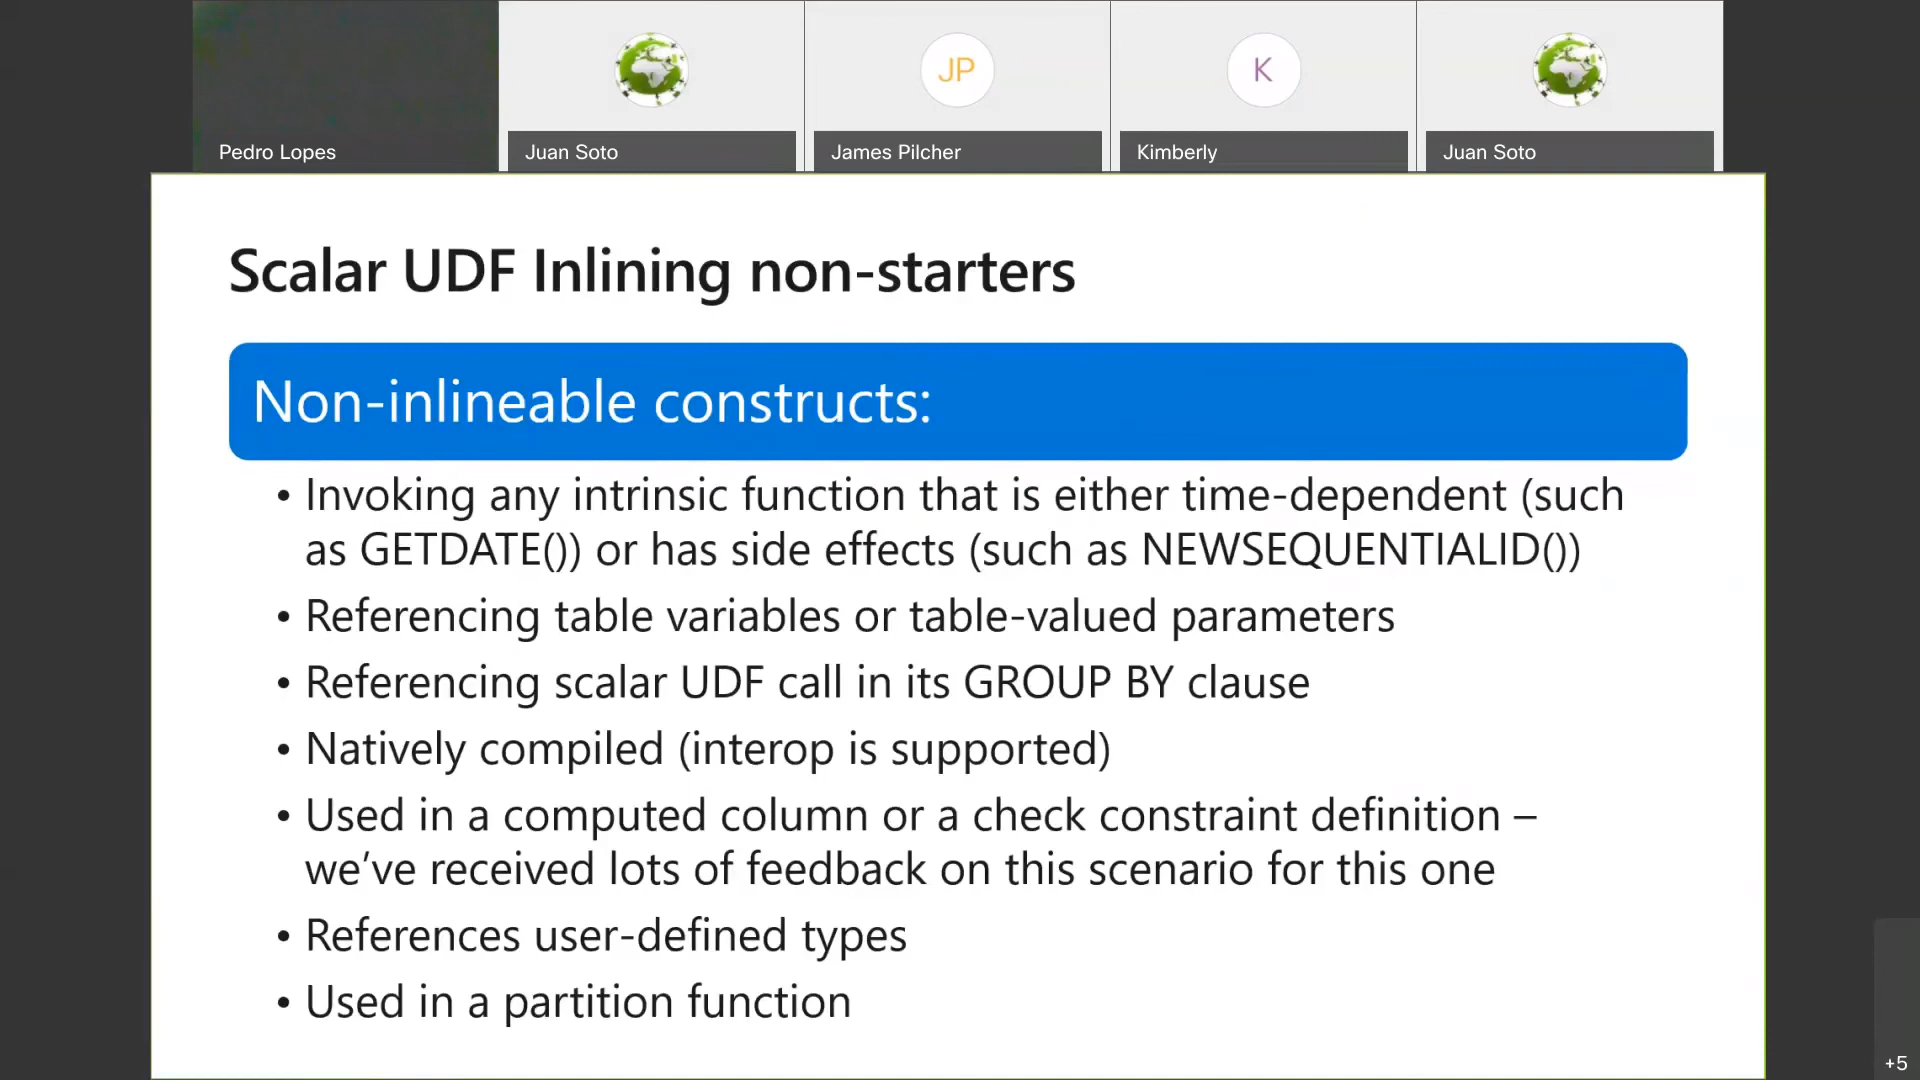 JP
K
Pedro Lopes
Juan Soto
James Pilcher
Kimberly
Juan Soto
Scalar UDF Inlining non-starters
Non-inlineable constructs:
• Invoking any intrinsic function that is either time-dependent (such
as GETDATE()) or has side effects (such as NEWSEQUENTIALID())
• Referencing table variables or table-valued parameters
• Referencing scalar UDF call in its GROUP BY clause
• Natively compiled (interop is supported)
• Used in a computed column or a check constraint definition –
we’ve received lots of feedback on this scenario for this one
• References user-defined types
• Used in a partition function
+5